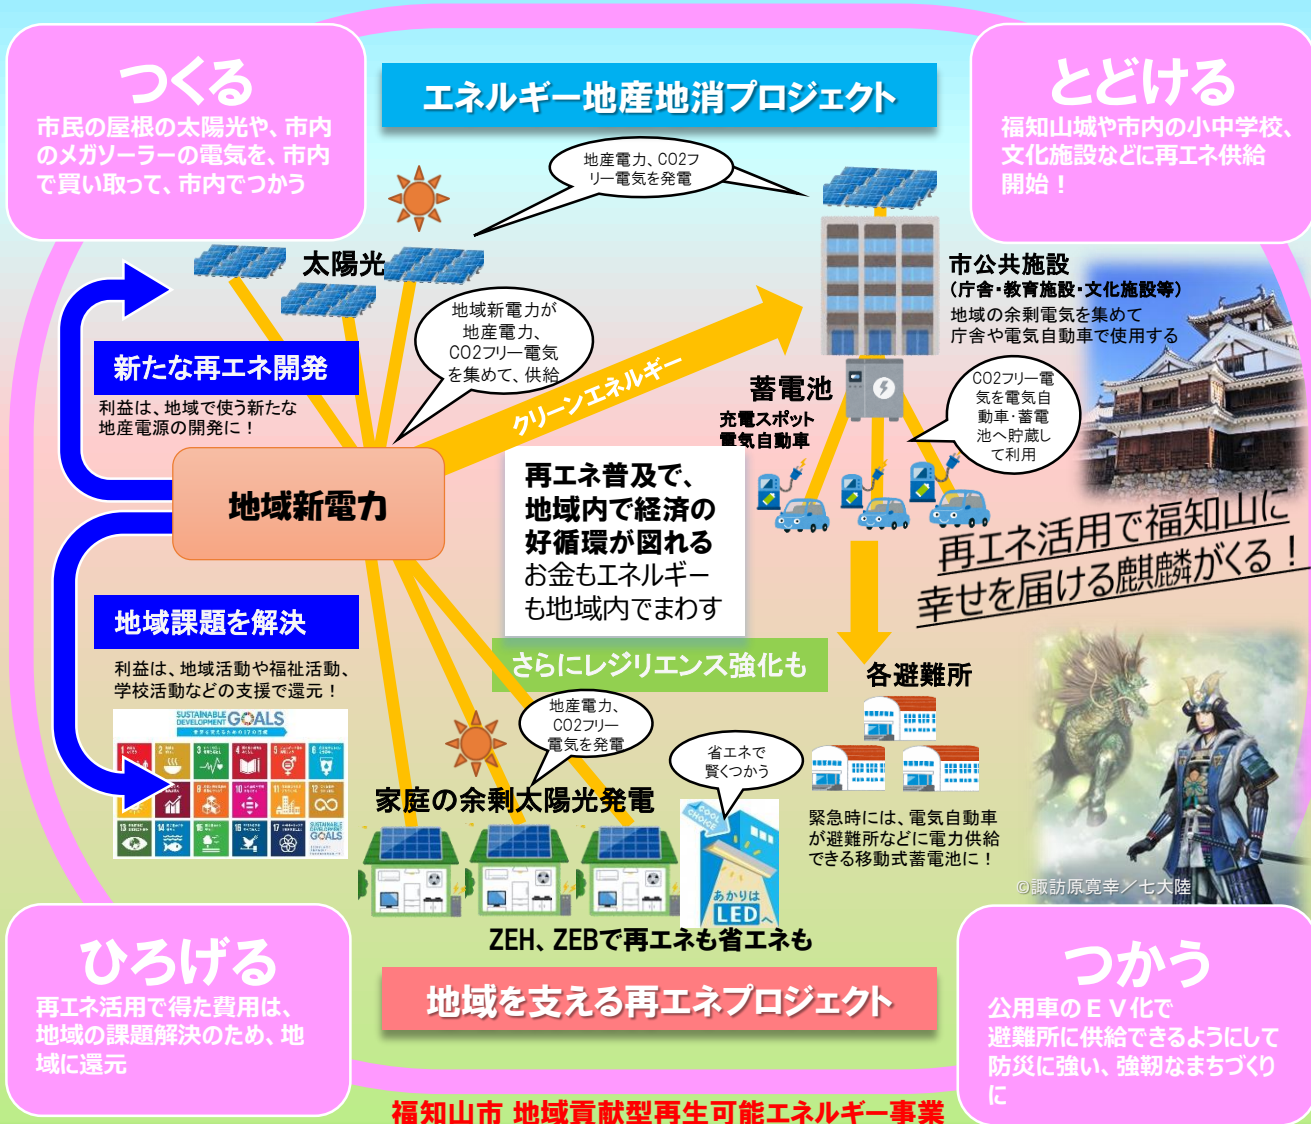 つくる
市民の屋根の太陽光や、市内
のメガソーラーの電気を、市内
で買い取って、市内でつかう
エネルギー地産地消プロジェクト
とどける
福知山城や市内の小中学校、
文化施設などに再エネ供給
開始！
地産電力、CO2フ
リー電気を発電
太陽光
地域新電力が
地産電力、
CO2フリー電気
を集めて、供給
市公共施設
（庁舎・教育施設・文化施設等）
地域の余剰電気を集めて
庁舎や電気自動車で使用する
新たな再エネ開発
利益は、地域で使う新たな
地産電源の開発に！
クリーンエネルギー
蓄電池
充電スポット
電気自動車
CO2フリー電
気を電気自
動車・蓄電
池へ貯蔵し
て利用
地域新電力
再エネ普及で、
地域内で経済の
好循環が図れる
お金もエネルギー
も地域内でまわす
再エネ活用で福知山に
幸せを届ける麒麟がくる！
地域課題を解決
利益は、地域活動や福祉活動、
学校活動などの支援で還元！
さらにレジリエンス強化も
各避難所
SUSTAINABLE
DEVELOPMENT GOALS
地産電力、
CO2フリー
電気を発電
省エネで
賢くつかう
家庭の余剰太陽光発電
COOL
CHOICE
あかりは
LEDへ
緊急時には、電気自動車
が避難所などに電力供給
できる移動式蓄電池に！
©諏訪原寛幸／七大陸
ZEH、ZEBで再エネも省エネも
ひろげる
再エネ活用で得た費用は、
地域の課題解決のため、地
域に還元
地域を支える再エネプロジェクト
つかう
公用車のＥＶ化で
避難所に供給できるようにして
防災に強い、強靭なまちづくり
に
福知山市 地域貢献型再生可能エネルギー事業